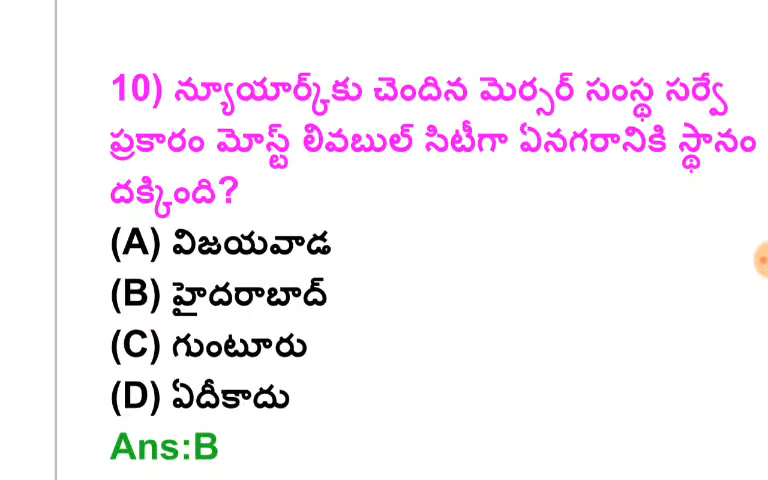 10) న్యూయార్క్‌కు చెందిన మెర్సర్ సంస్థ సర్వే
ప్రకారం మోస్ట్ లివబుల్ సిటీగా ఏనగరానికి స్థానం
దక్కింది?
(A) విజయవాడ
(B) హైదరాబాద్
(C) గుంటూరు
(D) ఏదీకాదు
Ans:B